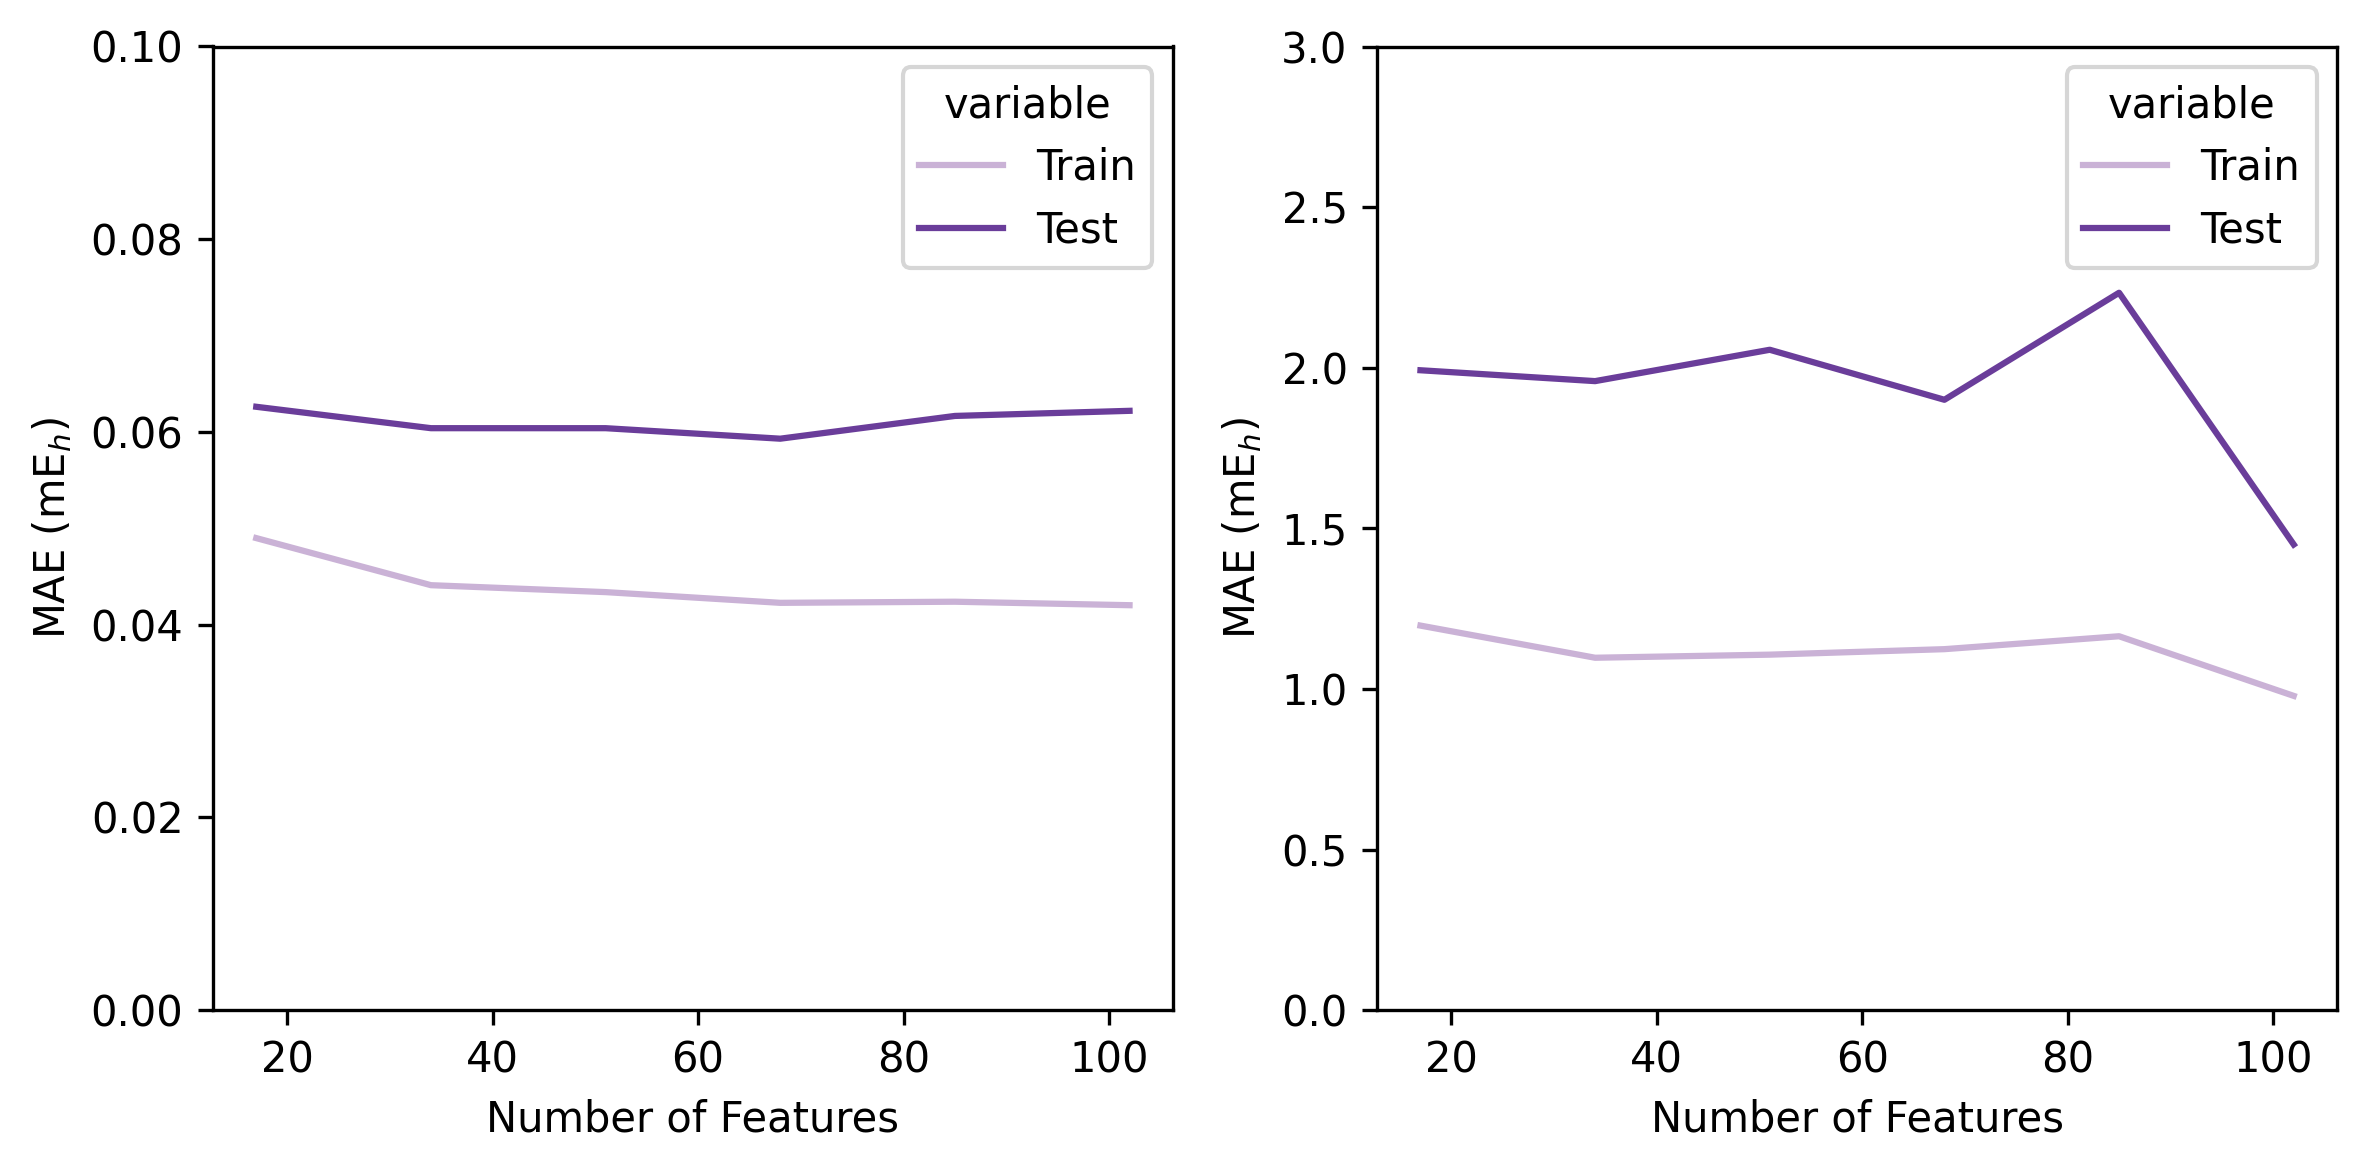 0.10
0.08
0.06
0.04
0.02
0.00
MAE (mE$_h$)
20 40 60 80 100
Number of Features
variable
Train
Test
3.0
2.5
2.0
1.5
1.0
0.5
0.0
MAE (mE$_h$)
20 40 60 80 100
Number of Features
variable
Train
Test